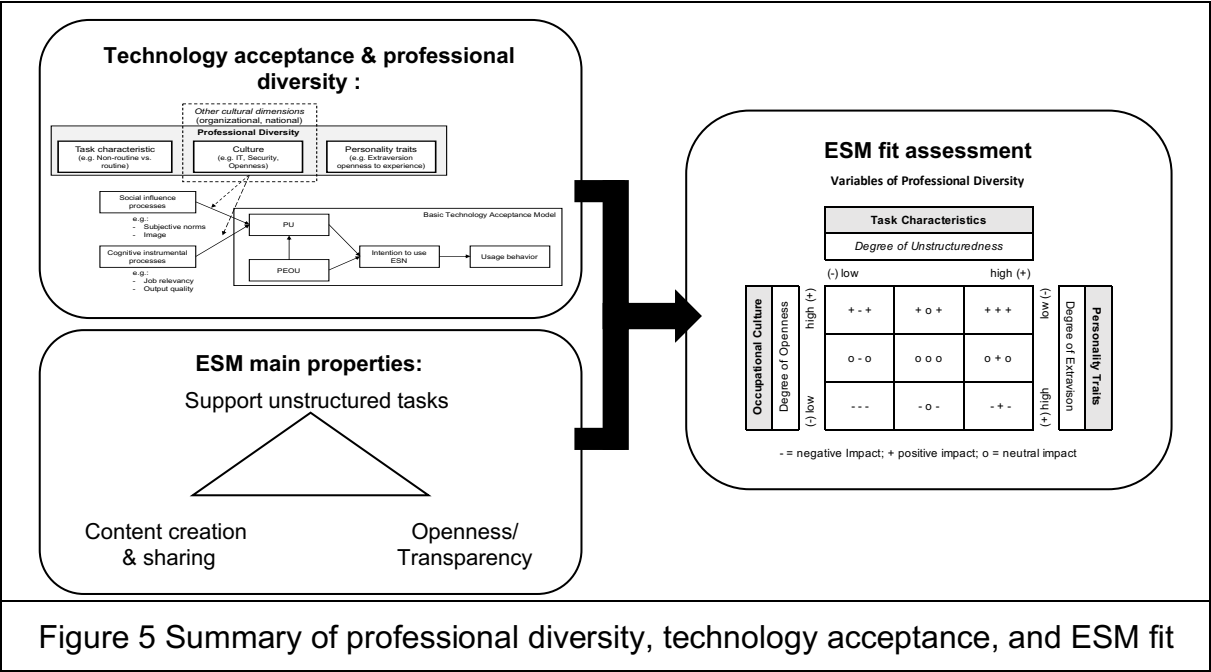 Technology acceptance & professional
diversity :
Other cultural dimensions
(organizational, national)
Professional Diversity
Task characteristic
(e.g. Non-routine vs.
routine)
Culture
(e.g. IT, Security,
Openness)
Personality traits
(e.g. Extraversion
openness to experience)
Social influence
processes
e.g.:
- Subjective norms
- Image
Cognitive instrumental
processes
e.g.:
- Job relevancy
- Output quality
Basic Technology Acceptance Model
PU
PEOU
Intention to use
ESN
Usage behavior
ESM main properties:
Support unstructured tasks
Content creation
& sharing
Openness/
Transparency
ESM fit assessment
Variables of Professional Diversity
Task Characteristics
Degree of Unstructuredness
(-) low
high (+)
Occupational Culture
Degree of Openness
(-) low
high (+)
+ - +
+ o +
+ + +
o - o
o o o
o + o
- - -
- o -
- + -
(-) low
(+) high
Degree of Extravison
Personality Traits
- = negative Impact; + positive impact; o = neutral impact
Figure 5 Summary of professional diversity, technology acceptance, and ESM fit